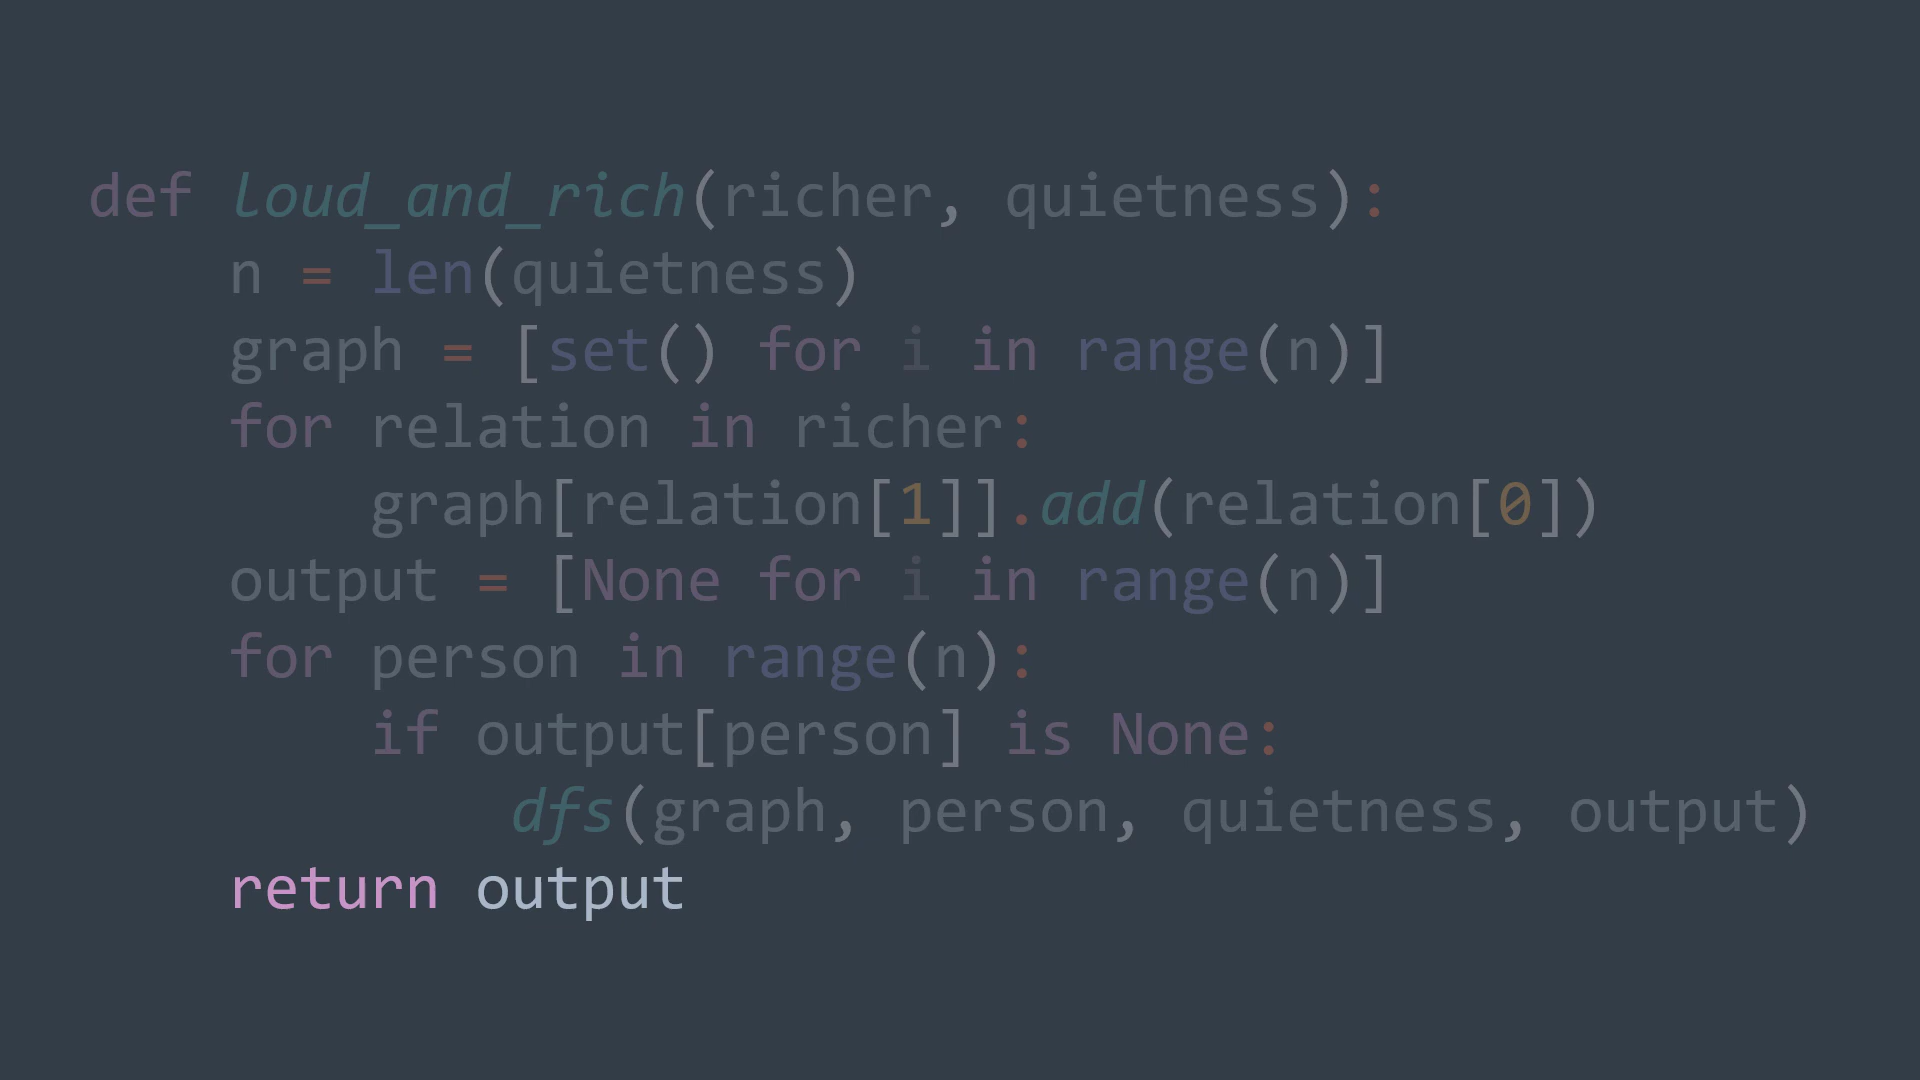 def loud_and_rich(richer, quietness):
    n = len(quietness)
    graph = [set() for i in range(n)]
    for relation in richer:
        graph[relation[1]].add(relation[0])
    output = [None for i in range(n)]
    for person in range(n):
        if output[person] is None:
            dfs(graph, person, quietness, output)
    return output